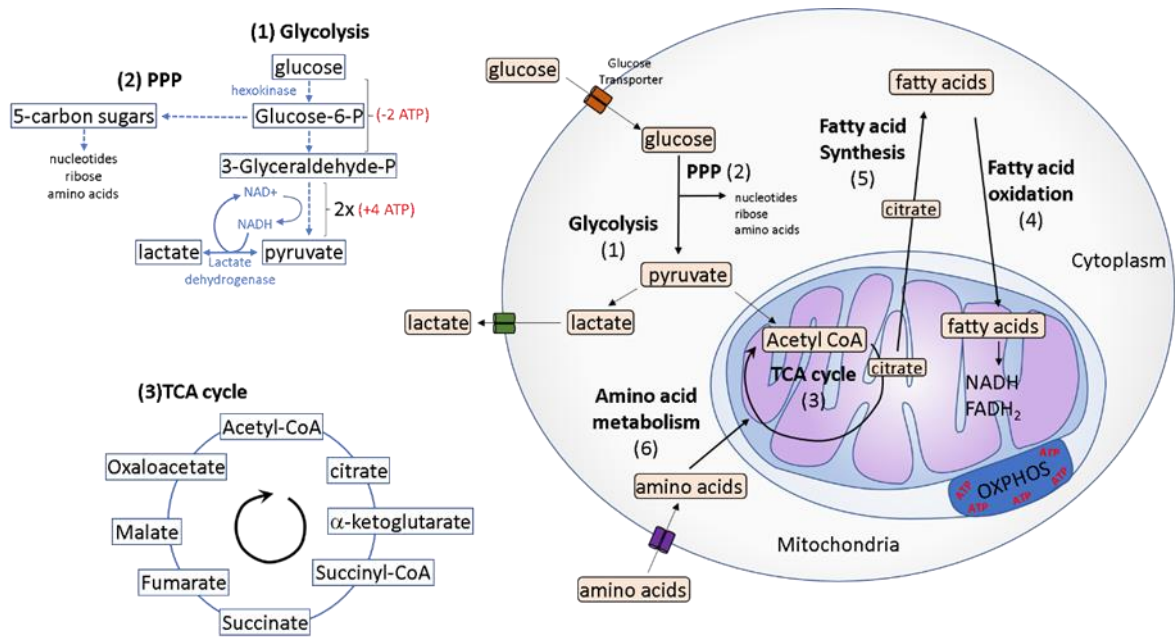 (1) Glycolysis
glucose
(2) PPP
hexokinase
5-carbon sugars
Glucose-6-P
(-2 ATP)
nucleotides
ribose
amino acids
3-Glyceraldehyde-P
NAD+
NADH
2x (+4 ATP)
lactate
pyruvate
Lactate
dehydrogenase
(3)TCA cycle
Acetyl-CoA
Oxaloacetate
citrate
Malate
α-ketoglutarate
Fumarate
Succinyl-CoA
Succinate
glucose
Glucose
Transporter
glucose
PPP (2)
nucleotides
ribose
amino acids
Glycolysis
(1)
pyruvate
lactate
lactate
fatty acids
Fatty acid
Synthesis
(5)
citrate
Fatty acid
oxidation
(4)
Cytoplasm
Acetyl CoA
TCA cycle
(3)
citrate
fatty acids
NADH
FADH₂
Amino acid
metabolism
(6)
amino acids
amino acids
OXPHOS
ATP
ATP
ATP
ATP
ATP
Mitochondria